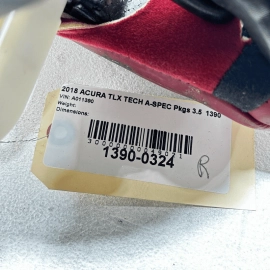 2018 ACURA TLX TECH A-SPEC Pkgs 3.5 1390
VIN: A011390
Weight:
Dimensions:
1390-0324
R